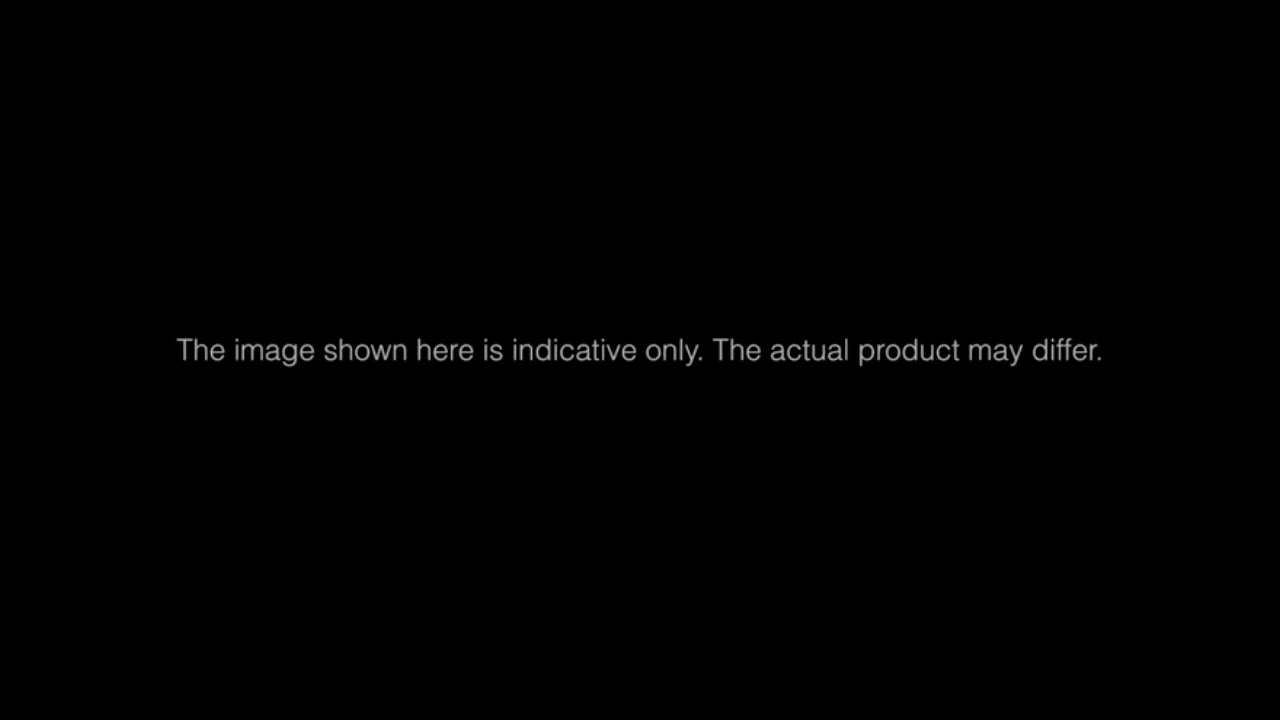 The image shown here is indicative only. The actual product may differ.